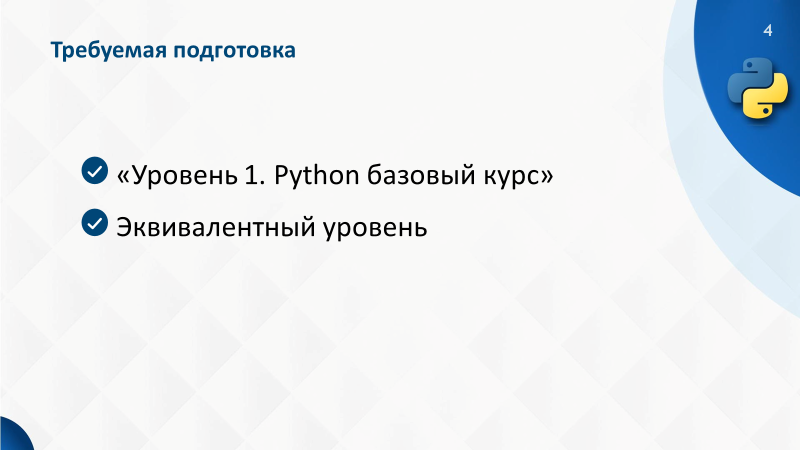 4
Требуемая подготовка
«Уровень 1. Python базовый курс»
Эквивалентный уровень